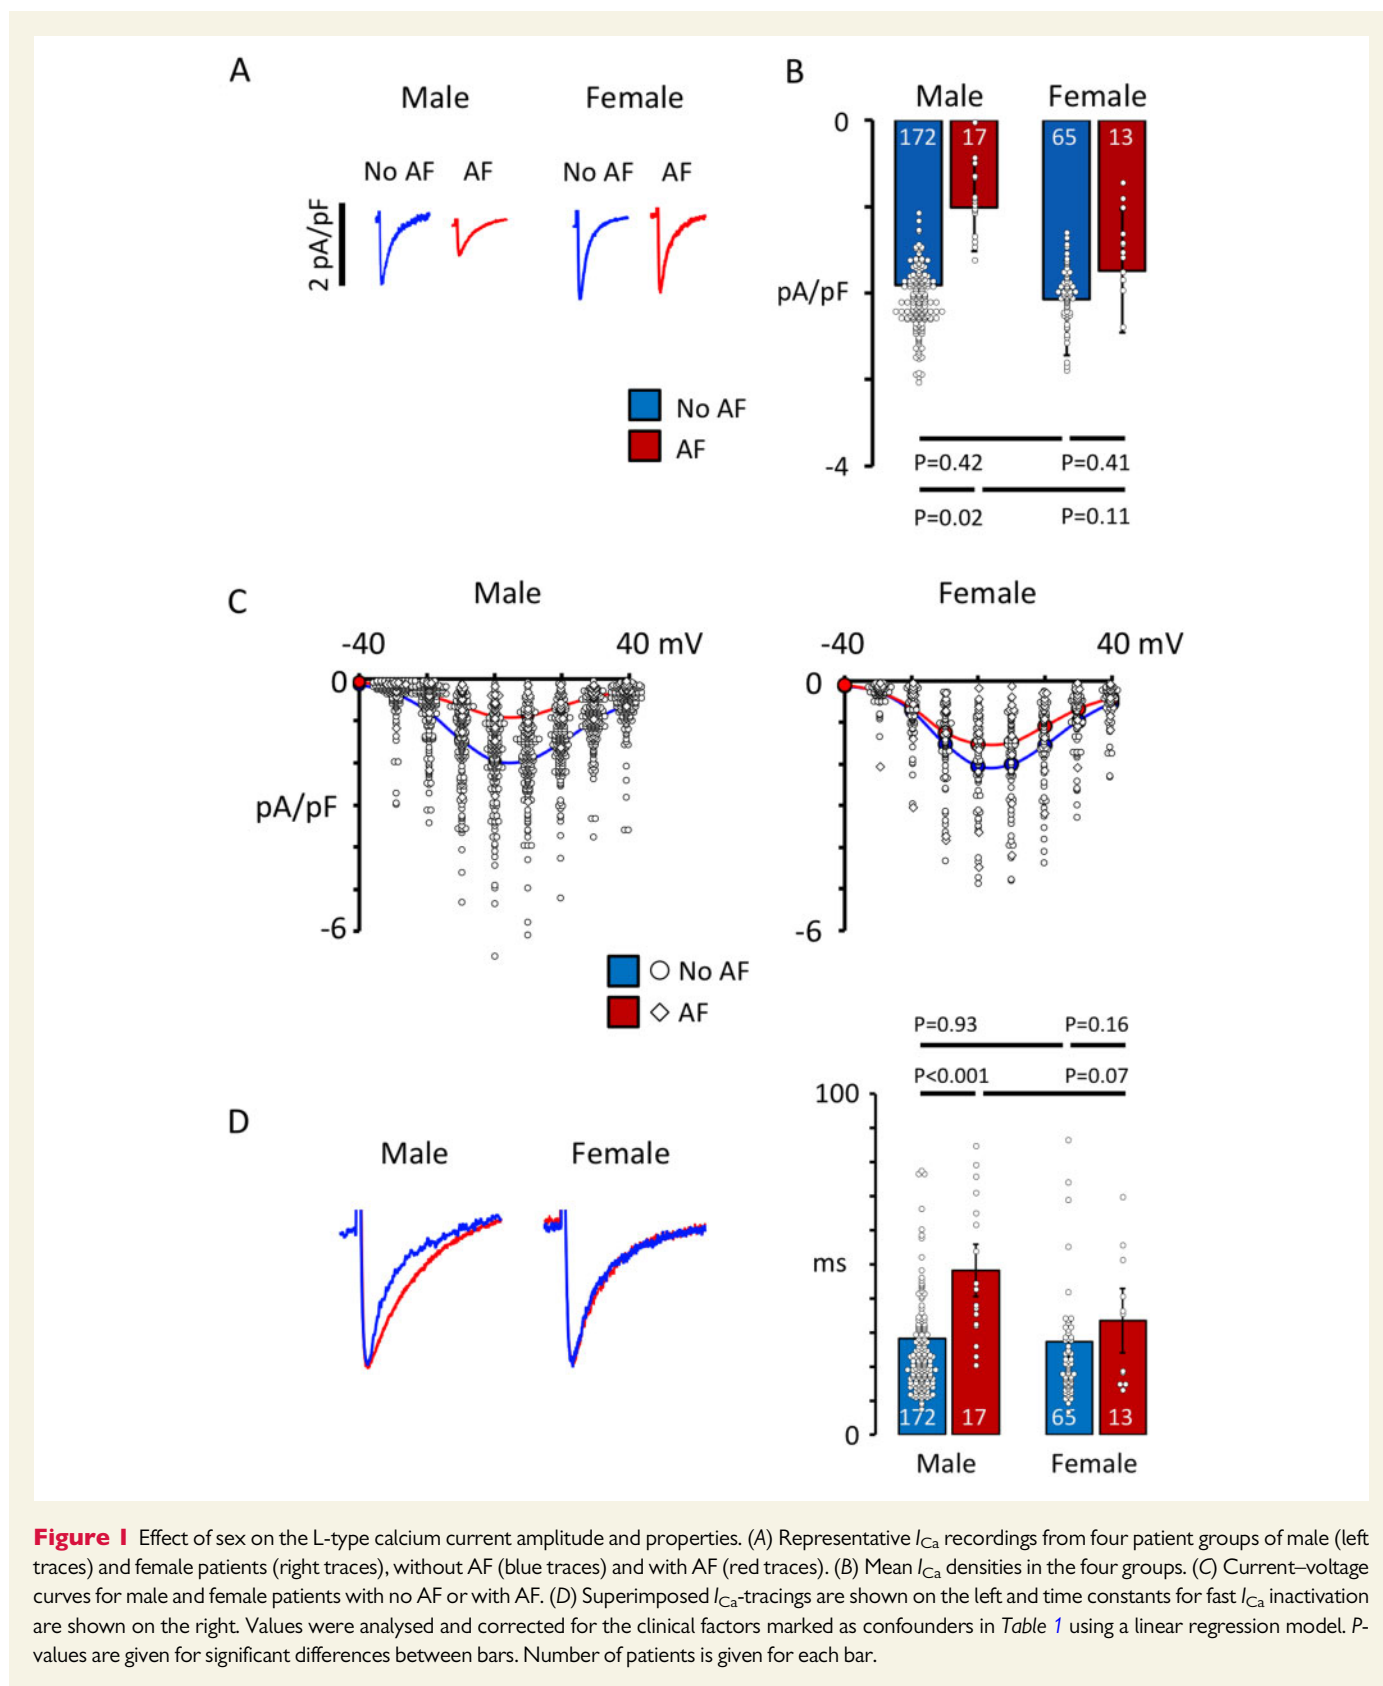 A
Male
Female
No AF
AF
No AF
AF
2 pA/pF
B
Male
Female
0
172
17
65
13
pA/pF
-4
No AF
AF
P=0.42
P=0.41
P=0.02
P=0.11
C
Male
Female
-40
40 mV
-40
40 mV
0
0
pA/pF
-6
-6
No AF
AF
P=0.93
P=0.16
P<0.001
P=0.07
D
Male
Female
100
ms
0
172
17
65
13
Male
Female
Figure 1 Effect of sex on the L-type calcium current amplitude and properties. (A) Representative ICa recordings from four patient groups of male (left
traces) and female patients (right traces), without AF (blue traces) and with AF (red traces). (B) Mean ICa densities in the four groups. (C) Current–voltage
curves for male and female patients with no AF or with AF. (D) Superimposed ICa-tracings are shown on the left and time constants for fast ICa inactivation
are shown on the right. Values were analysed and corrected for the clinical factors marked as confounders in Table 1 using a linear regression model. P-
values are given for significant differences between bars. Number of patients is given for each bar.